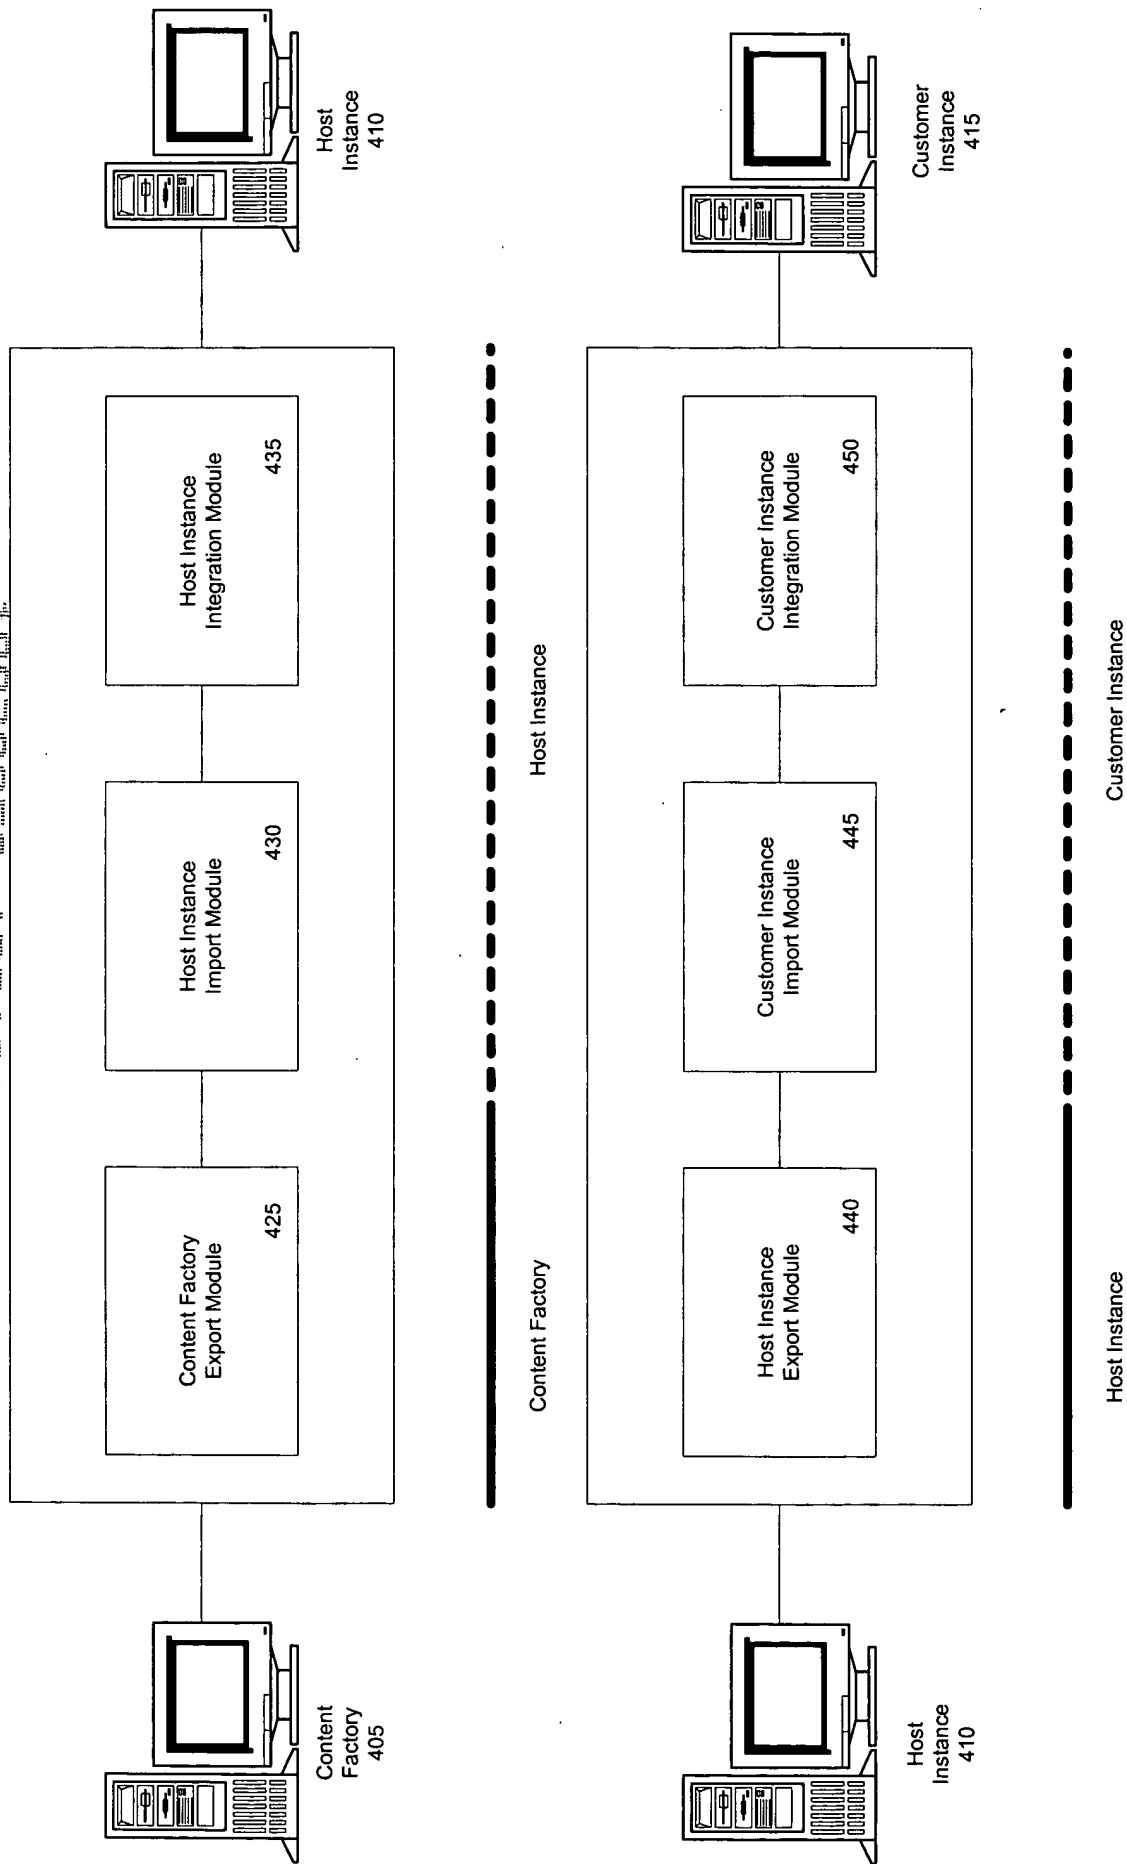 Content
Factory
405
Content Factory
Export Module
425
Host Instance
Import Module
430
Host Instance
Integration Module
435
Host
Instance
410
Content Factory
Host Instance
Host
Instance
410
Host Instance
Export Module
440
Customer Instance
Import Module
445
Customer Instance
Integration Module
450
Customer
Instance
415
Host Instance
Customer Instance